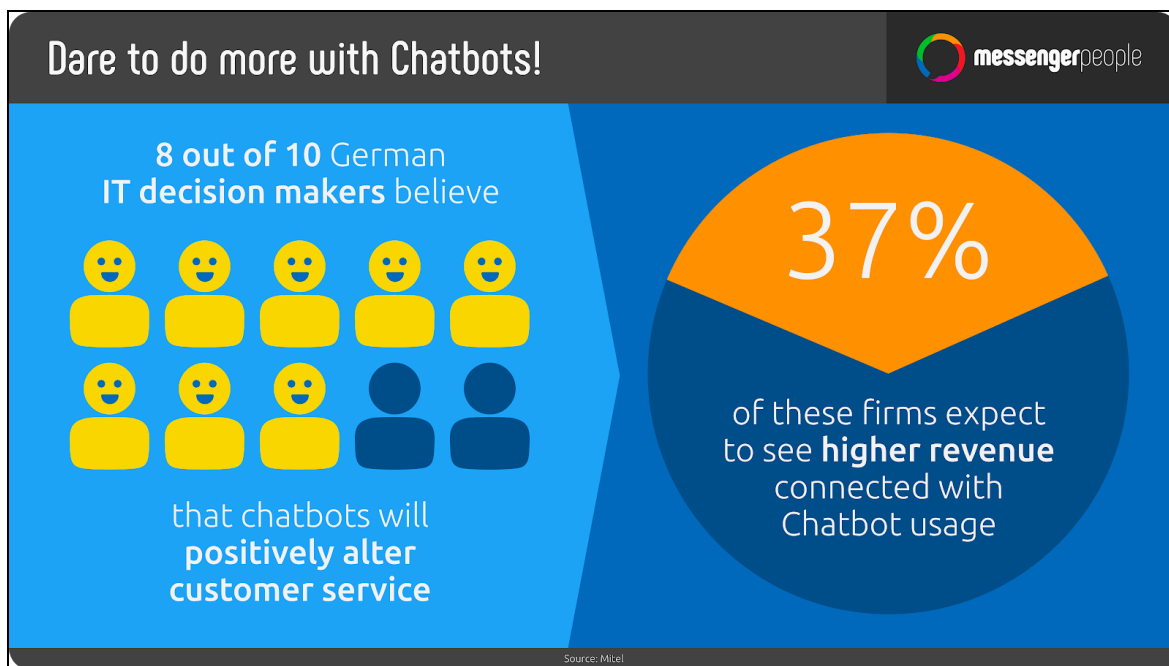 Dare to do more with Chatbots!
messengerpeople
8 out of 10 German
IT decision makers believe
that chatbots will
positively alter
customer service
37%
of these firms expect
to see higher revenue
connected with
Chatbot usage
Source: Mitel